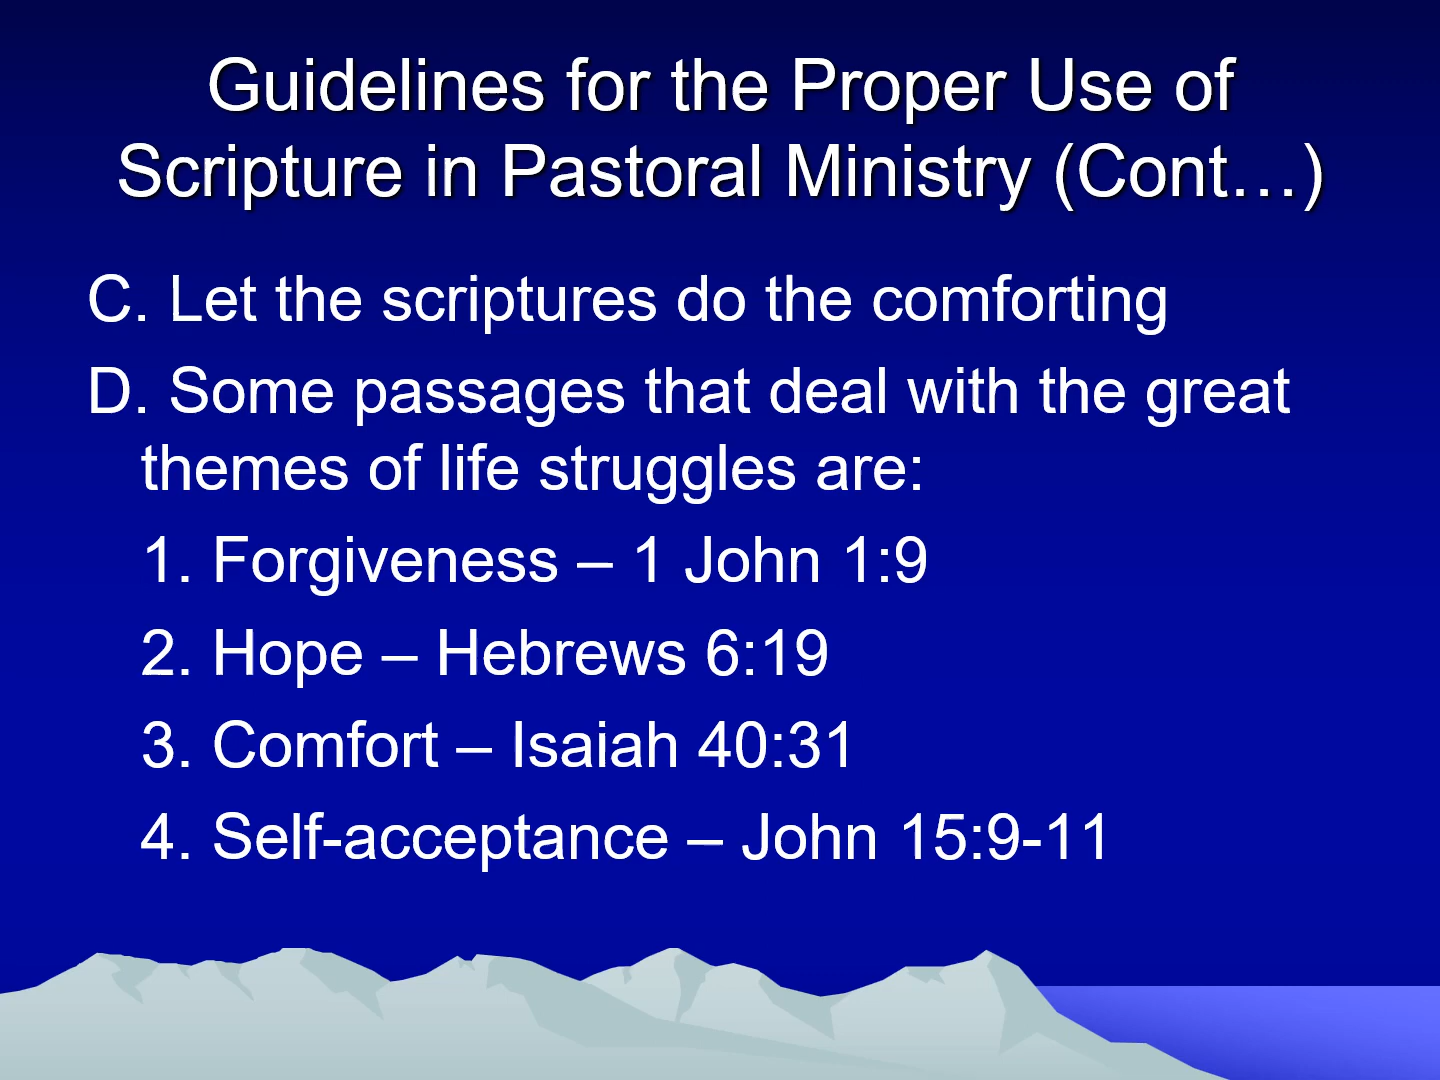 Guidelines for the Proper Use of
Scripture in Pastoral Ministry (Cont…)
C. Let the scriptures do the comforting
D. Some passages that deal with the great
themes of life struggles are:
1. Forgiveness – 1 John 1:9
2. Hope – Hebrews 6:19
3. Comfort – Isaiah 40:31
4. Self-acceptance – John 15:9-11